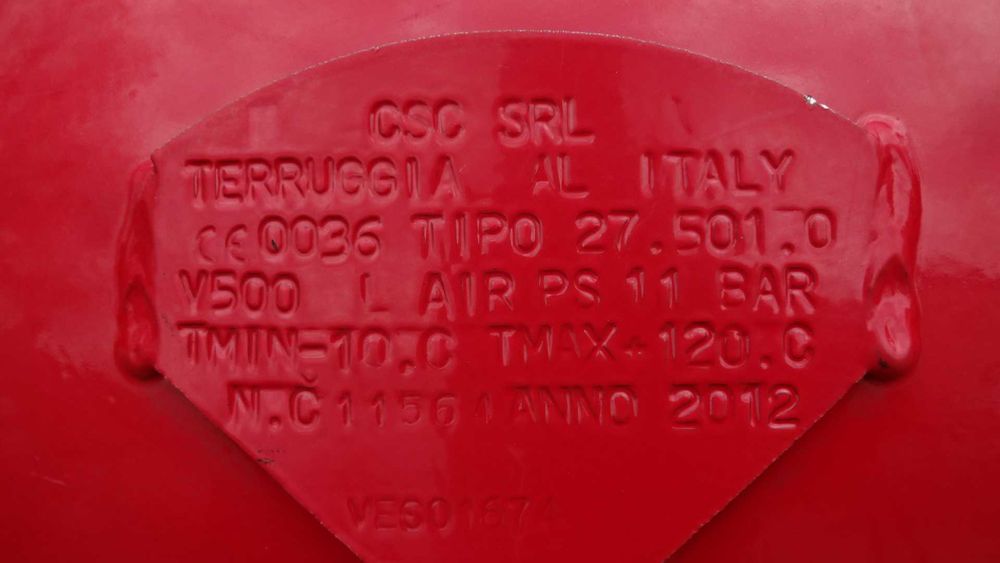 CSC SRL
TERRUGGIA AL ITALY
CE 0036 TIPO 27.501.0
V500 L AIR PS 11 BAR
TMIN-10.C TMAX+120.C
N.Č 11561 ANNO 2012